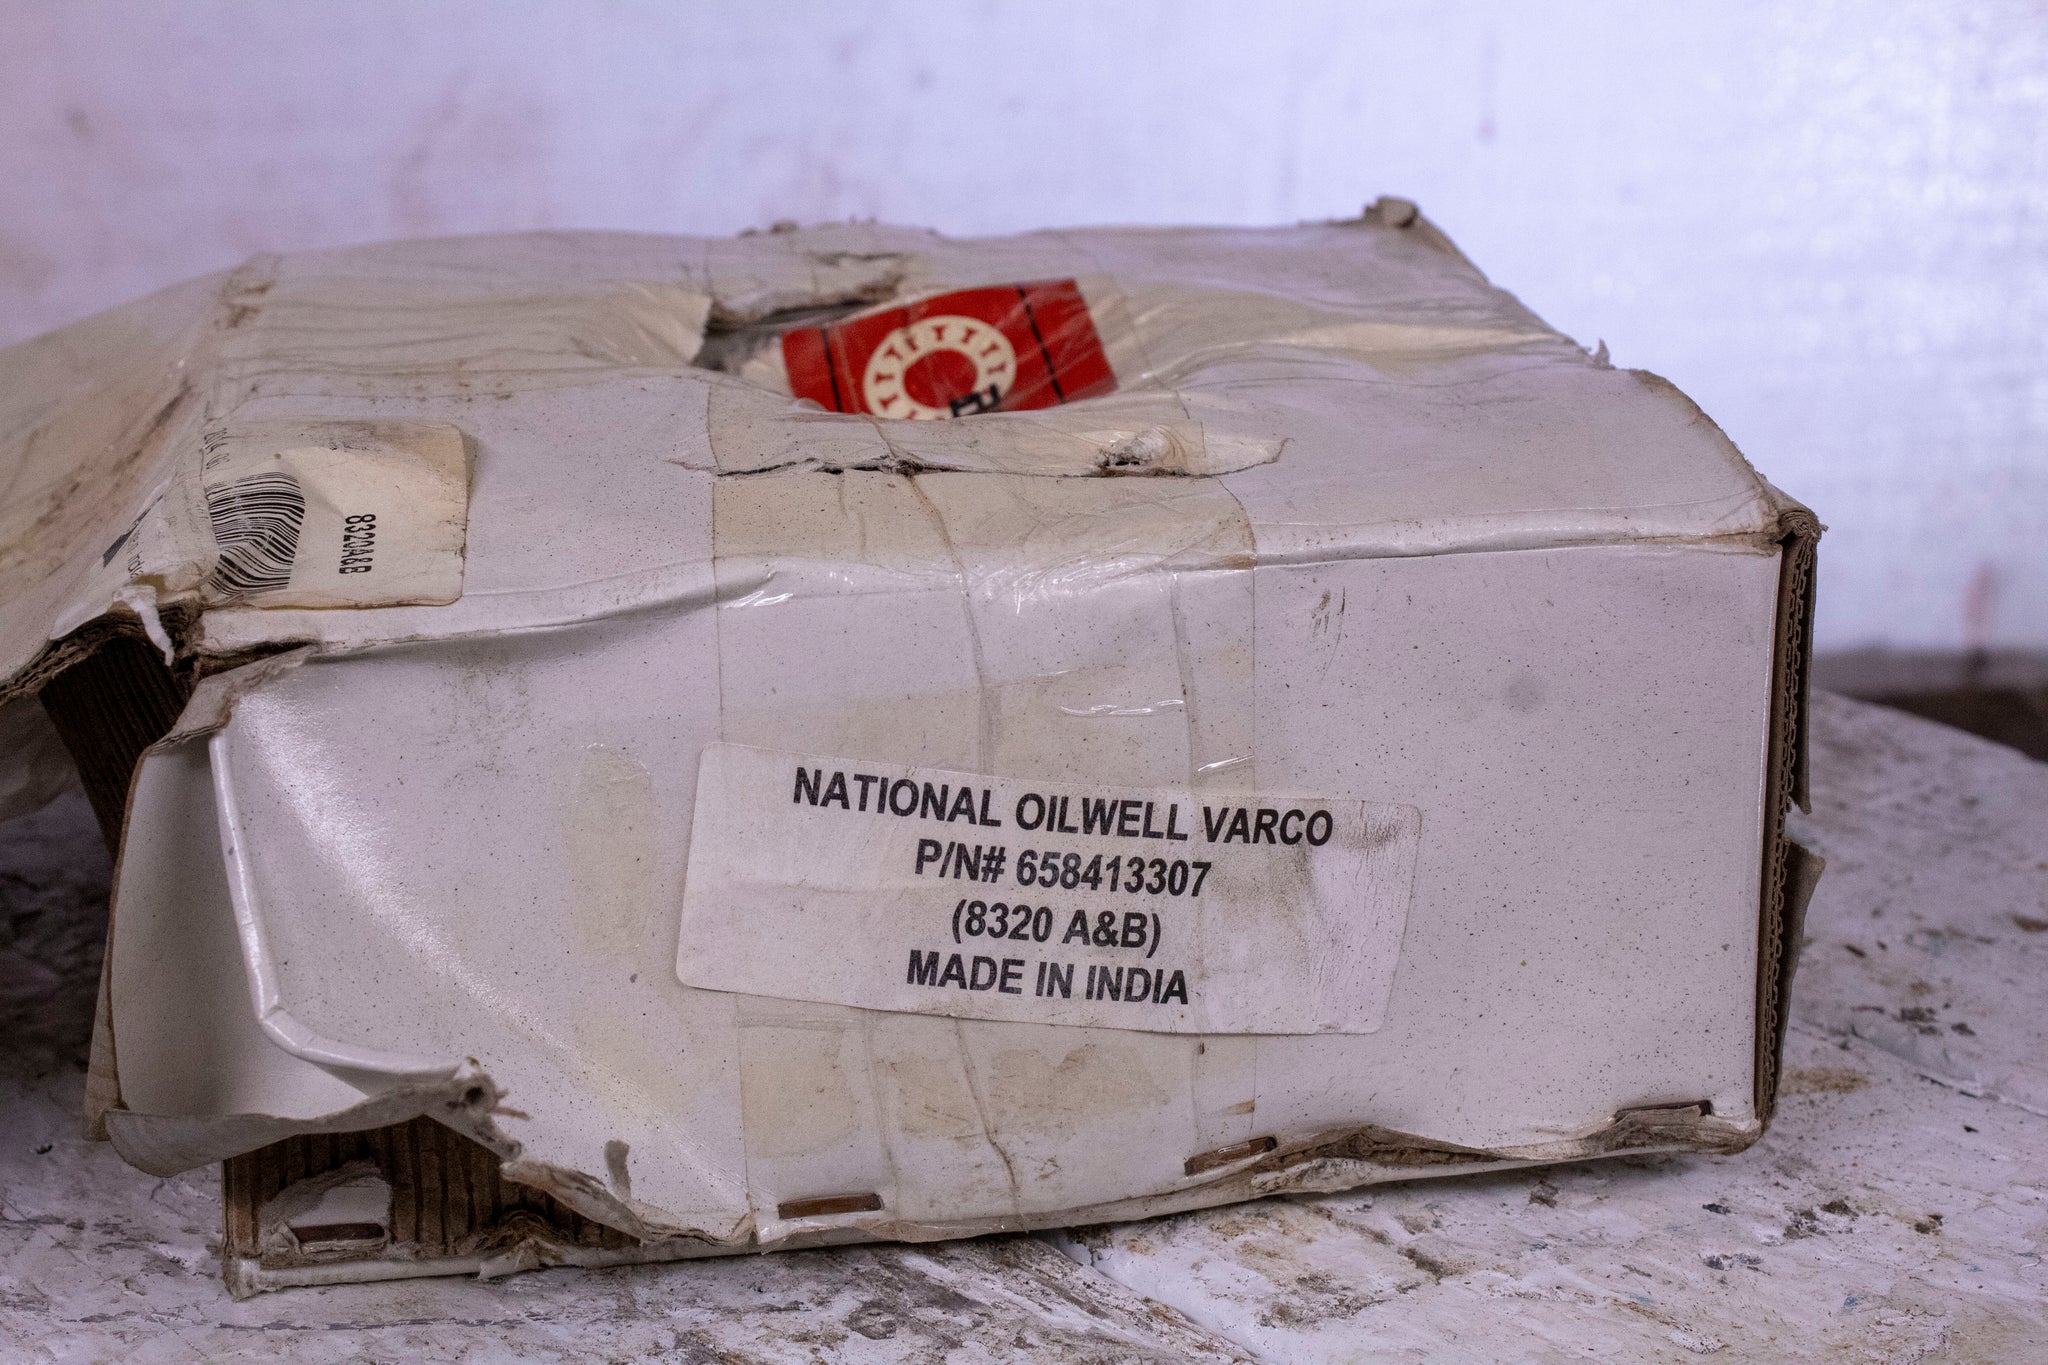 8320A&B
NATIONAL OILWELL VARCO
P/N# 658413307
(8320 A&B)
MADE IN INDIA